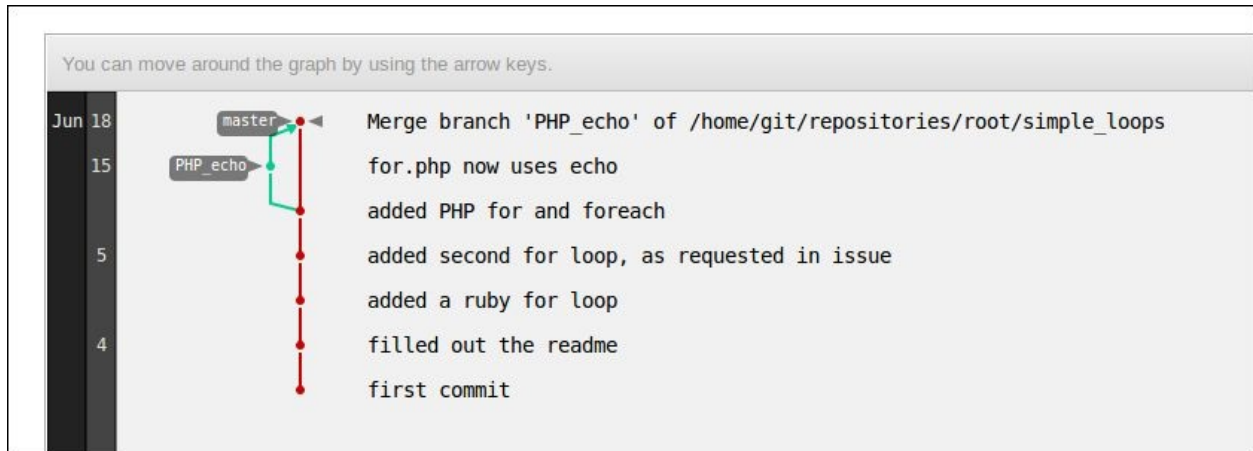 You can move around the graph by using the arrow keys.
Jun 18 master Merge branch 'PHP_echo' of /home/git/repositories/root/simple_loops
15 PHP_echo for.php now uses echo
added PHP for and foreach
5 added second for loop, as requested in issue
added a ruby for loop
4 filled out the readme
first commit